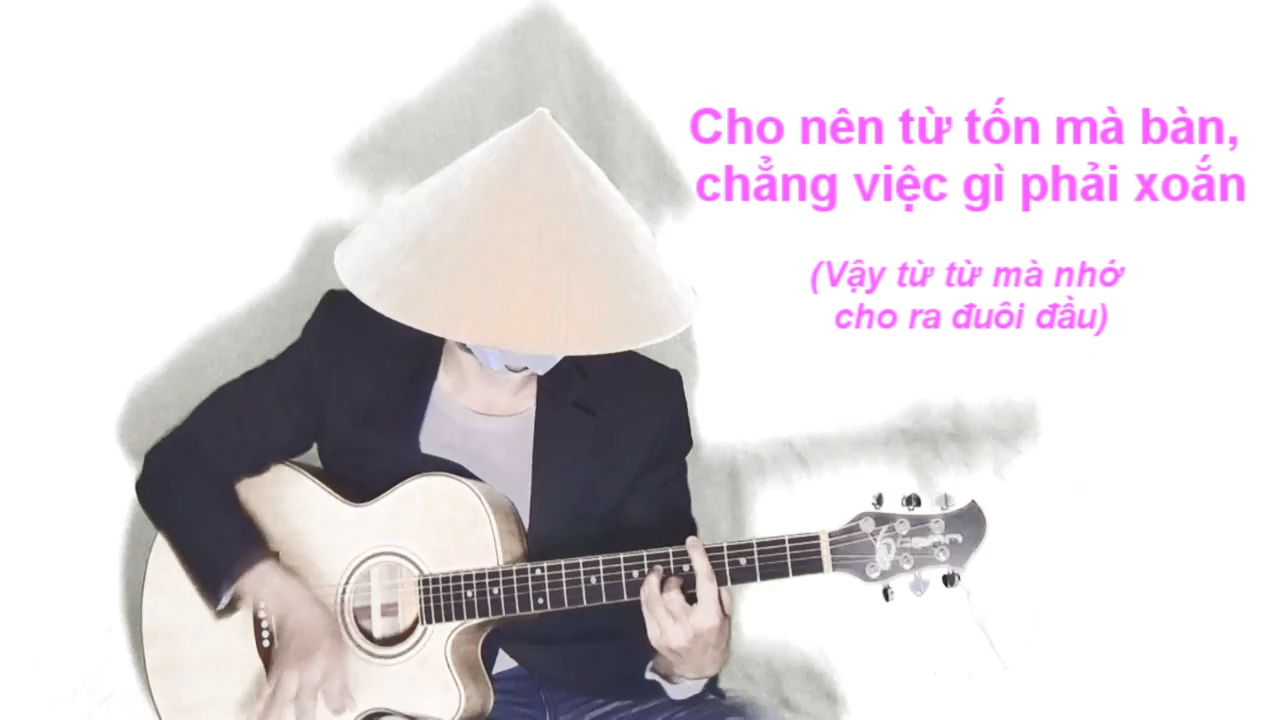 Cho nên từ tốn mà bàn,
chẳng việc gì phải xoắn
(Vậy từ từ mà nhớ
cho ra đuôi đầu)